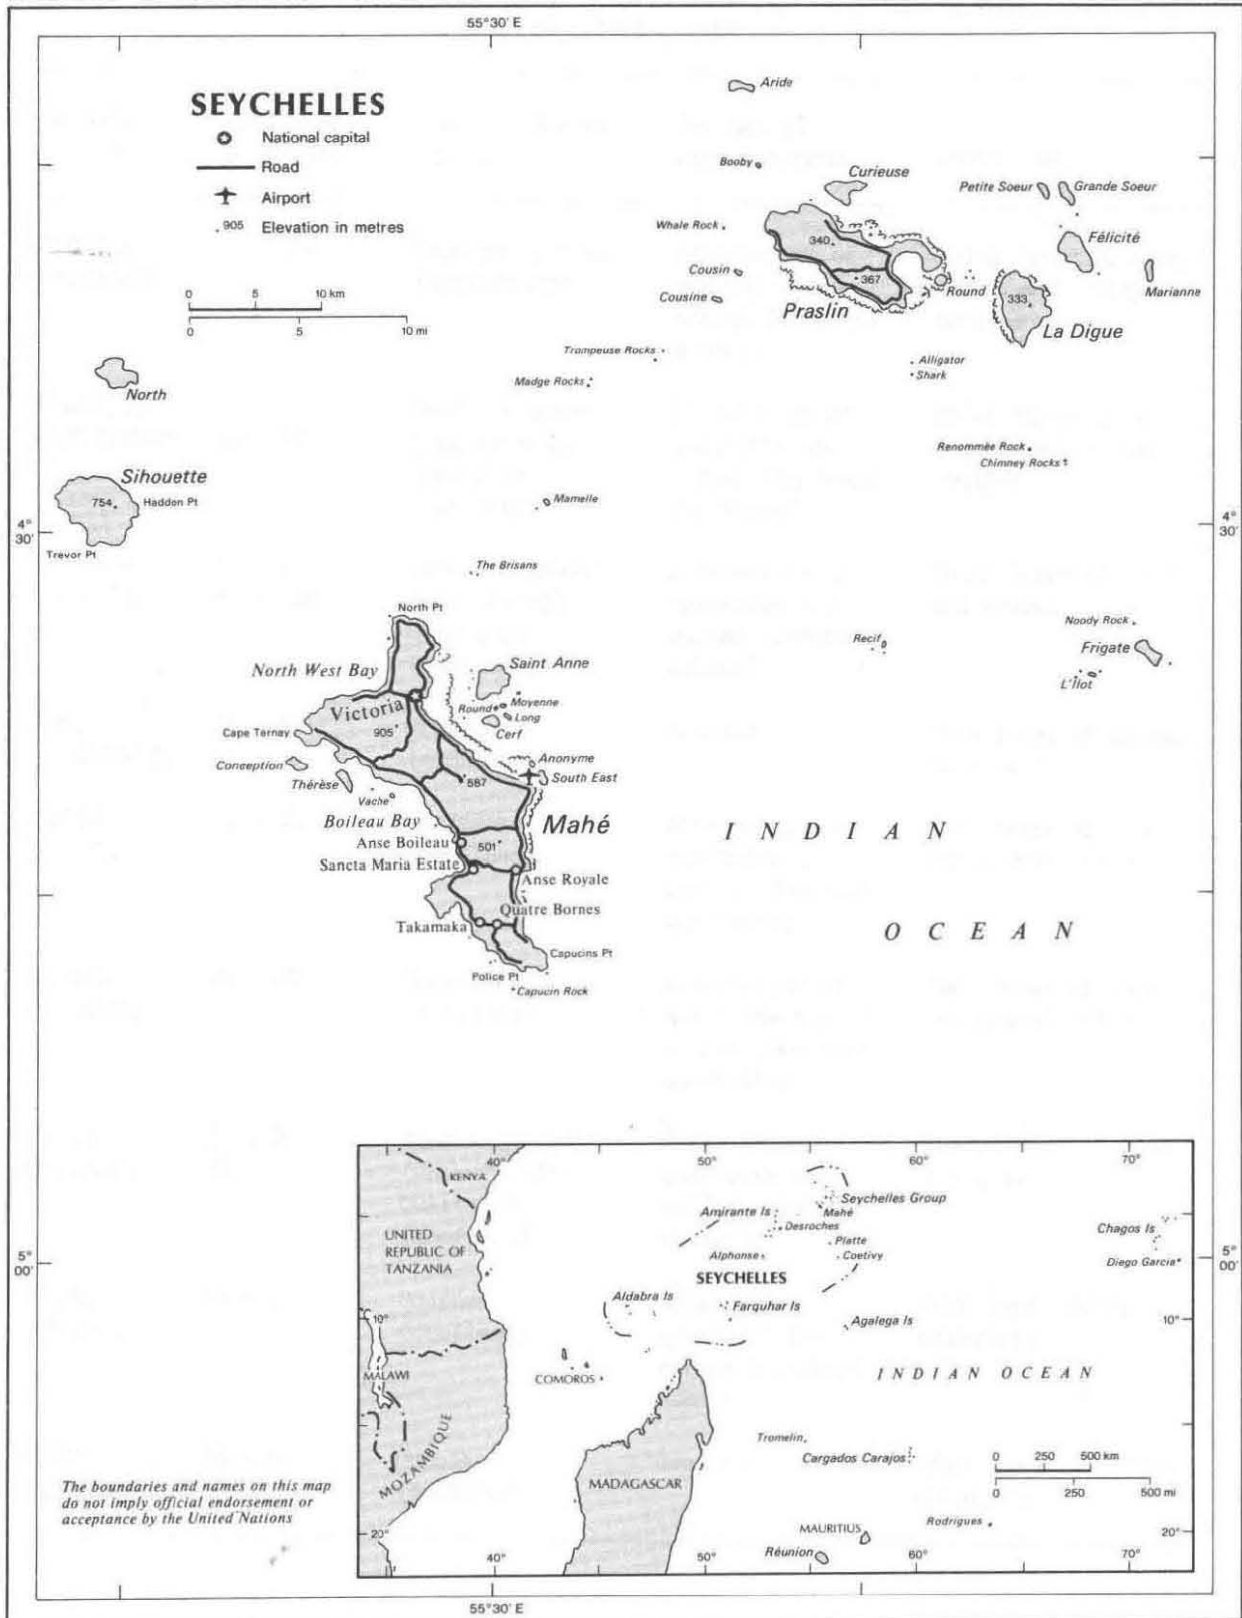 55°30' E
SEYCHELLES
National capital
Road
Airport
.905 Elevation in metres
0 5 10 km
0 5 10 mi
Aride
Booby
Curieuse
Petite Soeur
Grande Soeur
Whale Rock
340
Félicité
Cousin
367
Round
Marianne
Cousine
Praslin
333
La Digue
Trompeuse Rocks
Alligator
Shark
Madge Rocks
North
Renommée Rock
Chimney Rocks
Sihouette
754
Haddon Pt
Mamelle
Trevor Pt
4°
30'
4°
30'
The Brisans
North Pt
Noody Rock
Recif
Frigate
L'Îlot
North West Bay
Saint Anne
Victoria
Round
Moyenne
Long
Cerf
905
Cape Ternay
Conception
Thérèse
Anonyme
South East
587
Vache
Boileau Bay
Mahé
Anse Boileau
501
Sancta Maria Estate
Anse Royale
Quatre Bornes
Takamaka
Capucins Pt
Police Pt
Capucin Rock
INDIAN
OCEAN
5°
00'
5°
00'
40° 50° 60° 70°
KENYA
UNITED
REPUBLIC OF
TANZANIA
Seychelles Group
Amirante Is
Mahé
Desroches
Chagos Is
Platte
Alphonse
Coetivy
Diego Garcia
SEYCHELLES
Aldabra Is
Farquhar Is
Agalega Is
10°
10°
MALAWI
COMOROS
INDIAN OCEAN
MOZAMBIQUE
Tromelin
Cargados Carajos
0 250 500 km
0 250 500 mi
MADAGASCAR
MAURITIUS
Rodrigues
Réunion
20°
20°
40° 50° 60° 70°
The boundaries and names on this map
do not imply official endorsement or
acceptance by the United Nations
55°30' E